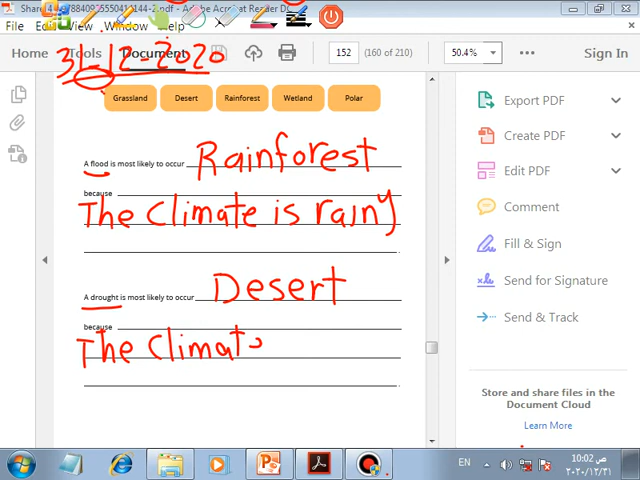 File
Window
Help
Home
Tools
Document
152
(160 of 210)
50.4%
Sign In
31-12-2020
Grassland
Desert
Rainforest
Wetland
Polar
A flood is most likely to occur Rainforest
because
The Climate is rainy
A drought is most likely to occur Desert
because
The Climat
Export PDF
Create PDF
Edit PDF
Comment
Fill & Sign
Send for Signature
Send & Track
Store and share files in the
Document Cloud
Learn More
EN
10:02 ص
٢٠٢٠/١٢/٣١